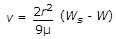 v = 2r²/9μ (Wₛ - W)